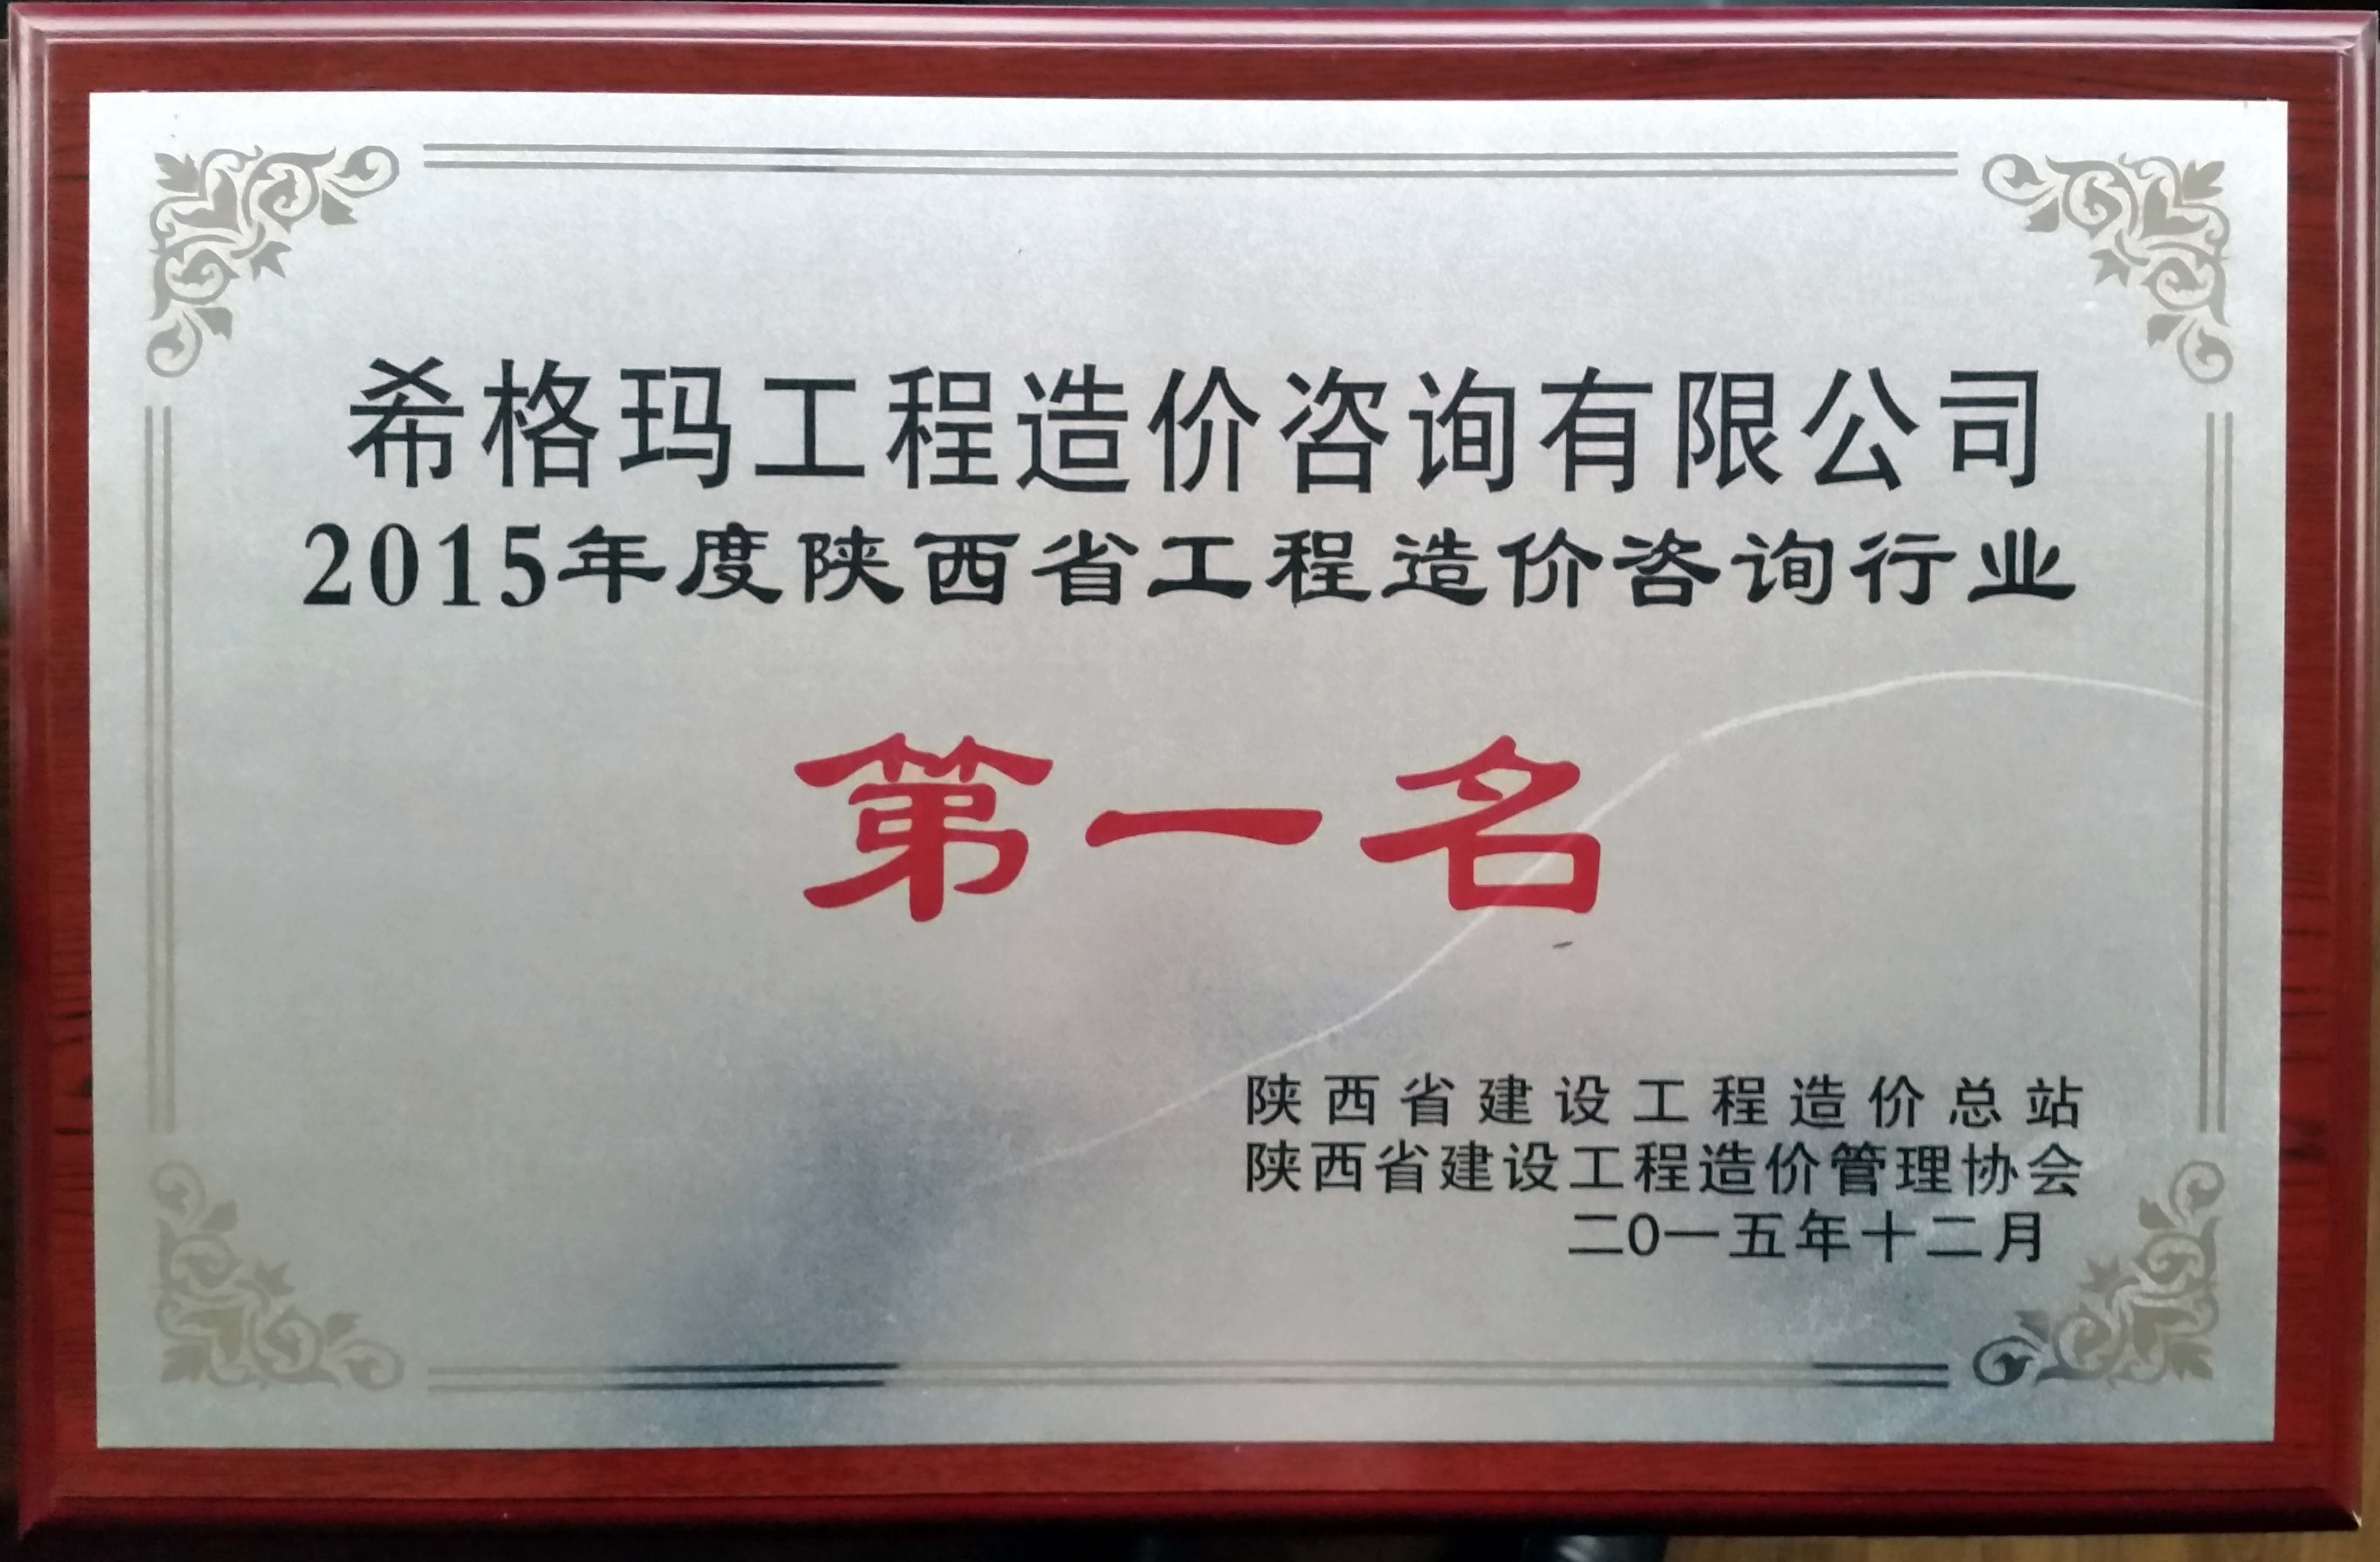 希格玛工程造价咨询有限公司
2015年度陕西省工程造价咨询行业
第一名
陕西省建设工程造价总站
陕西省建设工程造价管理协会
二0一五年十二月